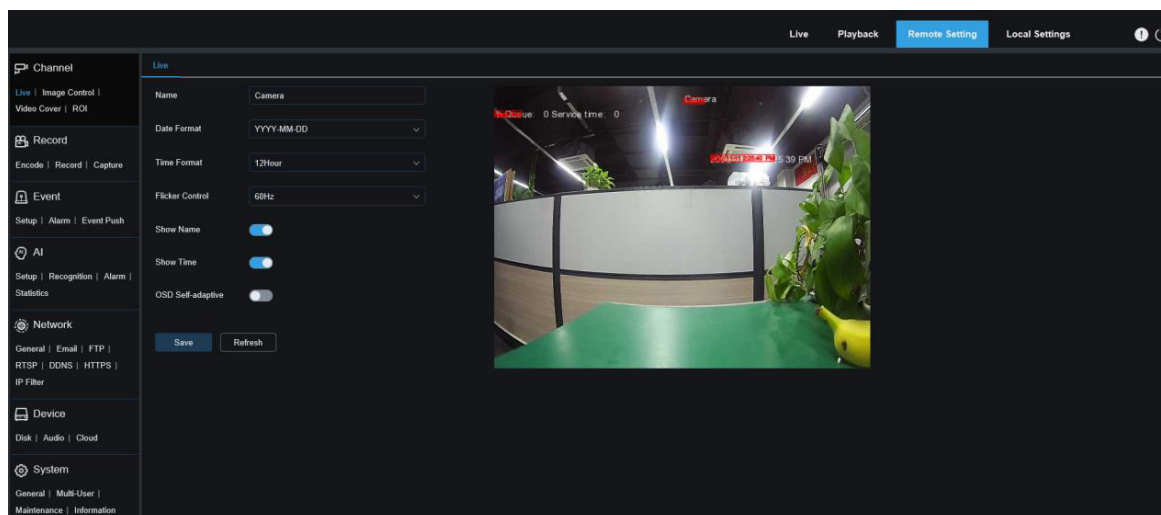 Live Playback Remote Setting Local Settings
Channel
Live | Image Control |
Video Cover | ROI
Record
Encode | Record | Capture
Event
Setup | Alarm | Event Push
AI
Setup | Recognition | Alarm |
Statistics
Network
General | Email | FTP |
RTSP | DDNS | HTTPS |
IP Filter
Device
Disk | Audio | Cloud
System
General | Multi-User |
Maintenance | Information
Live
Name Camera
Date Format YYYY-MM-DD
Time Format 12Hour
Flicker Control 60Hz
Show Name
Show Time
OSD Self-adaptive
Save Refresh
Camera
Queue: 0 Service time: 0
5:39 PM